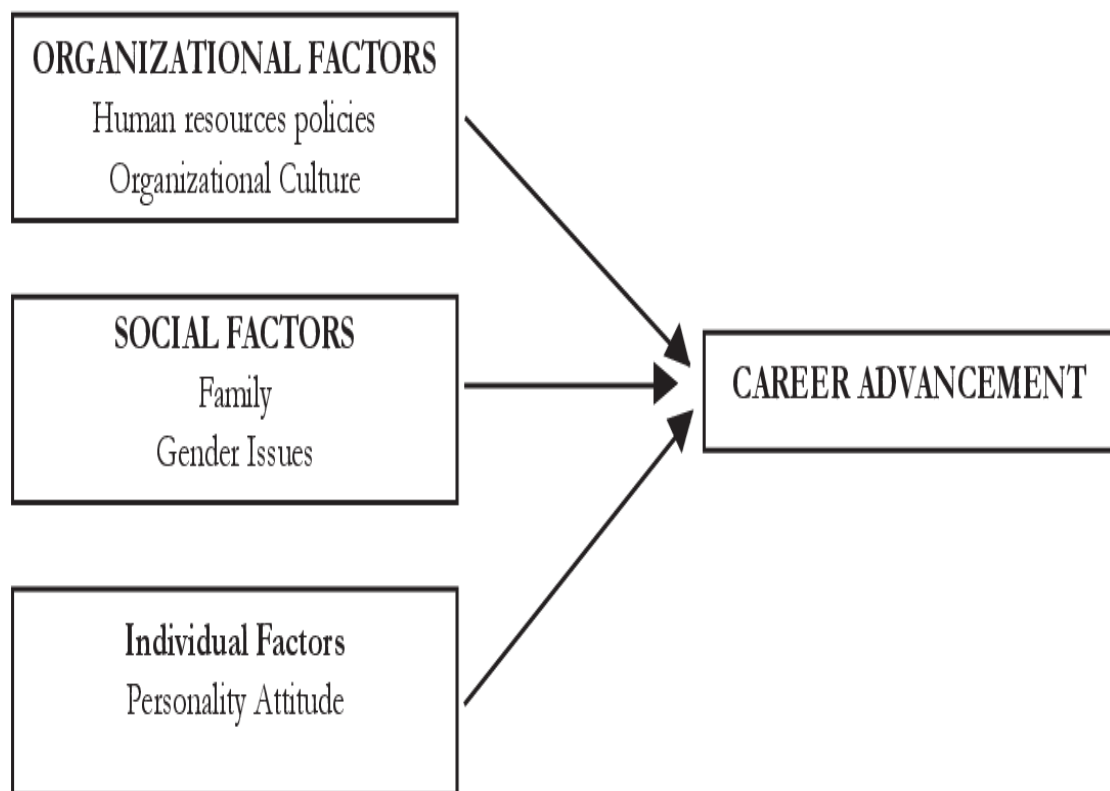 ORGANIZATIONAL FACTORS
Human resources policies
Organizational Culture
SOCIAL FACTORS
Family
Gender Issues
CAREER ADVANCEMENT
Individual Factors
Personality Attitude